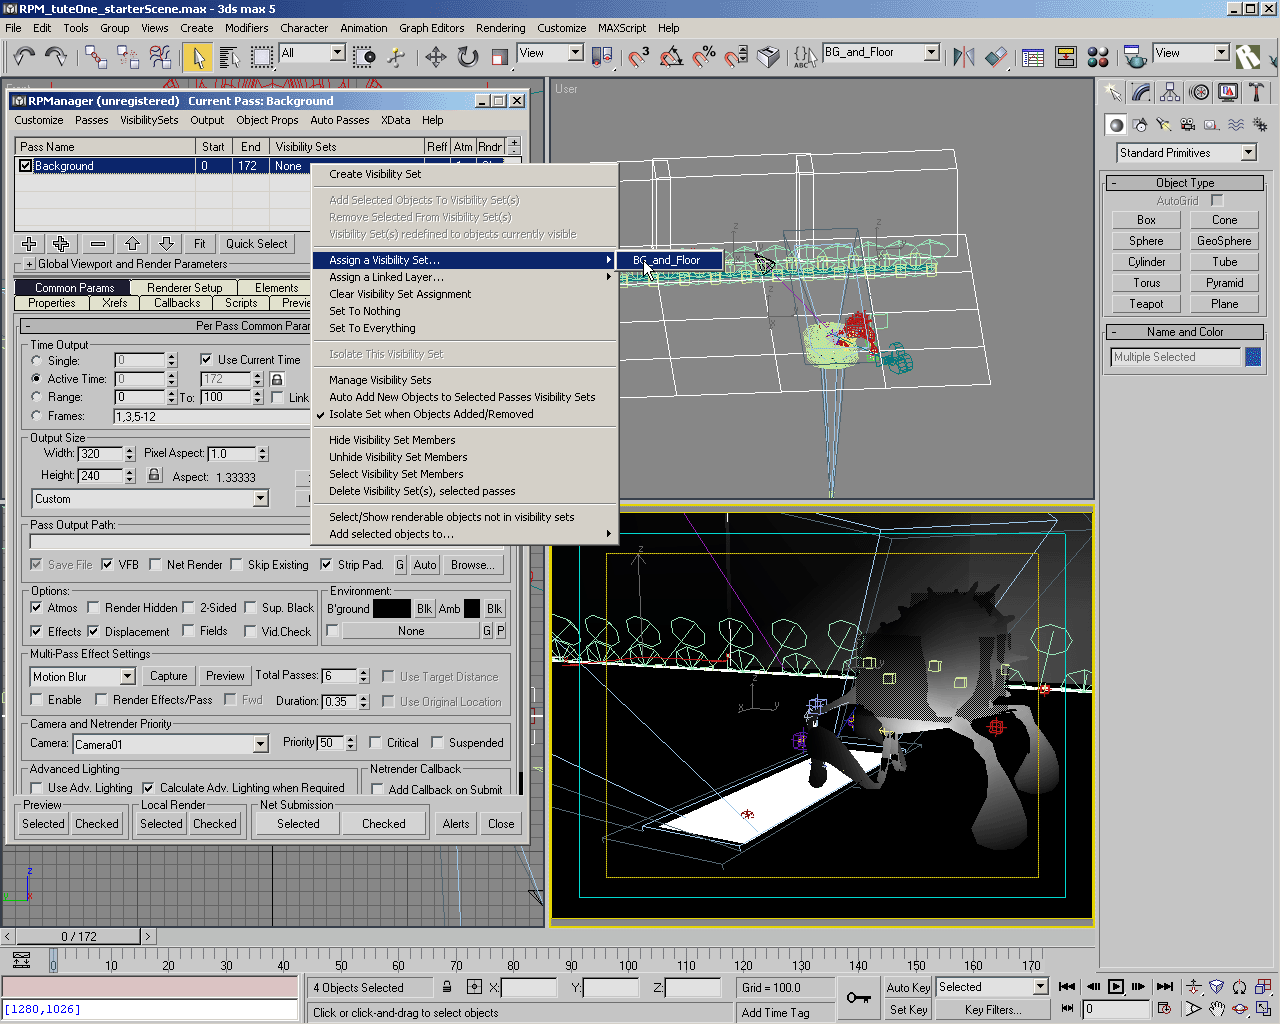 RPM_tuteOne_starterScene.max - 3ds max 5
File Edit Tools Group Views Create Modifiers Character Animation Graph Editors Rendering Customize MAXScript Help
All View BG_and_Floor View
RPManager (unregistered) Current Pass: Background
Customize Passes VisibilitySets Output Object Props Auto Passes XData Help
Pass Name Start End Visibility Sets Reff Atm Rndr
Background 0 172 None
Create Visibility Set
Add Selected Objects To Visibility Set(s)
Remove Selected From Visibility Set(s)
Visibility Set(s) redefined to objects currently visible
Assign a Visibility Set...
BG_and_Floor
Assign a Linked Layer...
Clear Visibility Set Assignment
Set To Nothing
Set To Everything
Isolate This Visibility Set
Manage Visibility Sets
Auto Add New Objects to Selected Passes Visibility Sets
Isolate Set when Objects Added/Removed
Hide Visibility Set Members
Unhide Visibility Set Members
Select Visibility Set Members
Delete Visibility Set(s), selected passes
Select/Show renderable objects not in visibility sets
Add selected objects to...
Fit Quick Select
Global Viewport and Render Parameters
Common Params Renderer Setup Elements
Properties Xrefs Callbacks Scripts Previe
Per Pass Common Param
Time Output
Single: 0 Use Current Time
Active Time: 0 172
Range: 0 To: 100 Link
Frames: 1,3,5-12
Output Size
Width: 320 Pixel Aspect: 1.0
Height: 240 Aspect: 1.33333
Custom
Pass Output Path:
Save File VFB Net Render Skip Existing Strip Pad. G Auto Browse...
Options:
Atmos Render Hidden 2-Sided Sup. Black
Effects Displacement Fields Vid.Check
Environment:
B'ground Blk Amb Blk
None G P
Multi-Pass Effect Settings
Motion Blur Capture Preview Total Passes: 6 Use Target Distance
Enable Render Effects/Pass Fwd Duration: 0.35 Use Original Location
Camera and Netrender Priority
Camera: Camera01 Priority 50 Critical Suspended
Advanced Lighting
Use Adv. Lighting Calculate Adv. Lighting when Required
Netrender Callback
Add Callback on Submit
Preview
Selected Checked
Local Render
Selected Checked
Net Submission
Selected Checked
Alerts Close
User
z
y
x
z
z
y
x
z
Standard Primitives
Object Type
AutoGrid
Box Cone
Sphere GeoSphere
Cylinder Tube
Torus Pyramid
Teapot Plane
Name and Color
Multiple Selected
0 / 172
0 10 20 30 40 50 60 70 80 90 100 110 120 130 140 150 160 170
[1280,1026]
4 Objects Selected X: Y: Z: Grid = 100.0
Click or click-and-drag to select objects Add Time Tag
Auto Key Selected
Set Key Key Filters...
0